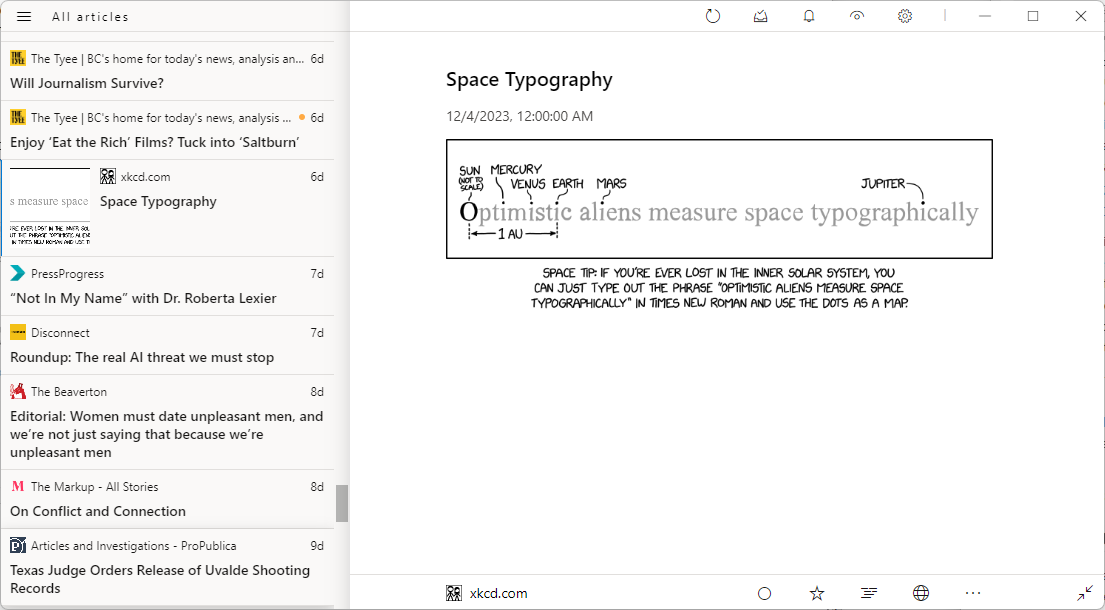 All articles
The Tyee | BC's home for today's news, analysis an... 6d
Will Journalism Survive?
The Tyee | BC's home for today's news, analysis ... 6d
Enjoy ‘Eat the Rich’ Films? Tuck into ‘Saltburn’
xkcd.com 6d
Space Typography
s measure space
PressProgress 7d
“Not In My Name” with Dr. Roberta Lexier
Disconnect 7d
Roundup: The real AI threat we must stop
The Beaverton 8d
Editorial: Women must date unpleasant men, and
we’re not just saying that because we’re
unpleasant men
M The Markup - All Stories 8d
On Conflict and Connection
Articles and Investigations - ProPublica 9d
Texas Judge Orders Release of Uvalde Shooting
Records
Space Typography
12/4/2023, 12:00:00 AM
SUN
(NOT TO
SCALE)
MERCURY
VENUS
EARTH
MARS
JUPITER
Optimistic aliens measure space typographically
1 AU
SPACE TIP: IF YOU'RE EVER LOST IN THE INNER SOLAR SYSTEM, YOU
CAN JUST TYPE OUT THE PHRASE "OPTIMISTIC ALIENS MEASURE SPACE
TYPOGRAPHICALLY" IN TIMES NEW ROMAN AND USE THE DOTS AS A MAP.
xkcd.com